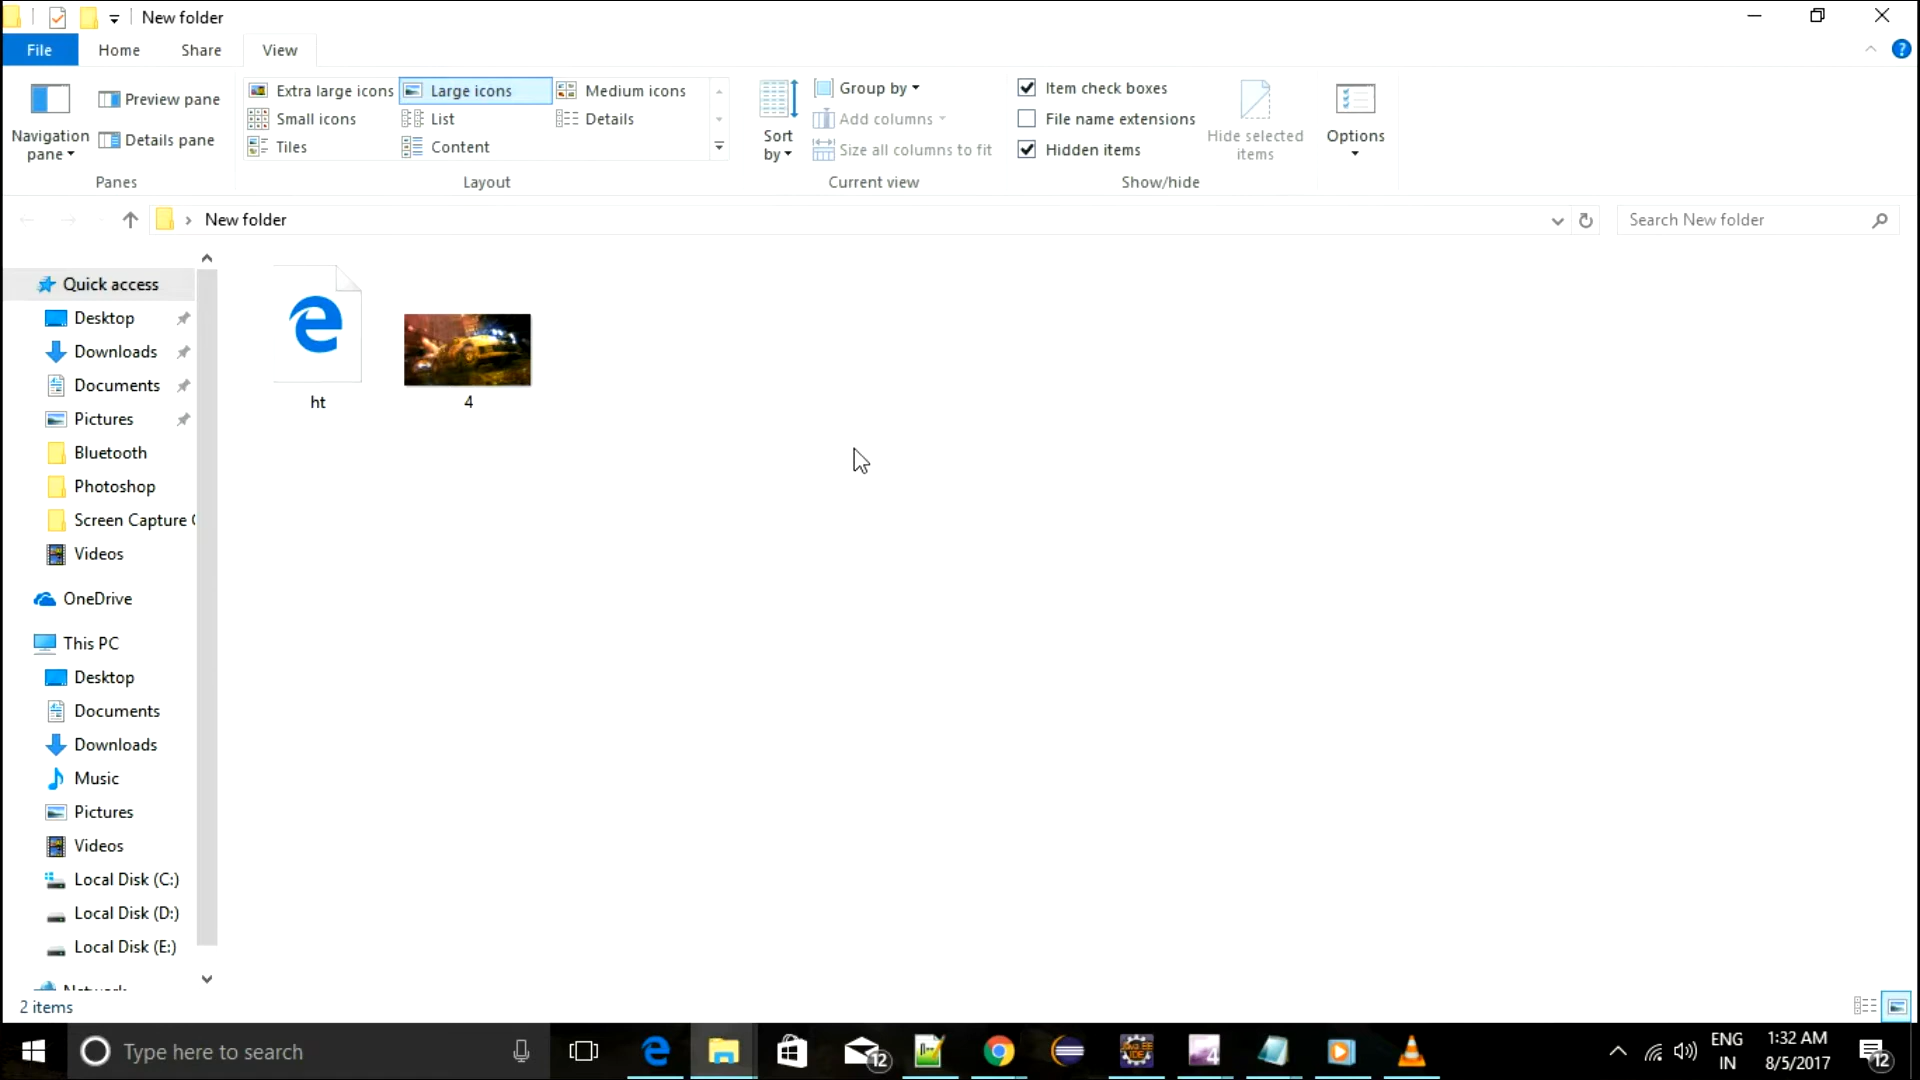 New folder
File
Home
Share
View
Navigation pane
Preview pane
Details pane
Panes
Extra large icons
Large icons
Medium icons
Small icons
List
Details
Tiles
Content
Layout
Sort by
Group by
Add columns
Size all columns to fit
Current view
Item check boxes
File name extensions
Hidden items
Hide selected items
Show/hide
Options
New folder
Search New folder
Quick access
Desktop
Downloads
Documents
Pictures
Bluetooth
Photoshop
Screen Capture
Videos
OneDrive
This PC
Desktop
Documents
Downloads
Music
Pictures
Videos
Local Disk (C:)
Local Disk (D:)
Local Disk (E:)
ht
4
2 items
Type here to search
12
4
ENG
IN
1:32 AM
8/5/2017
12